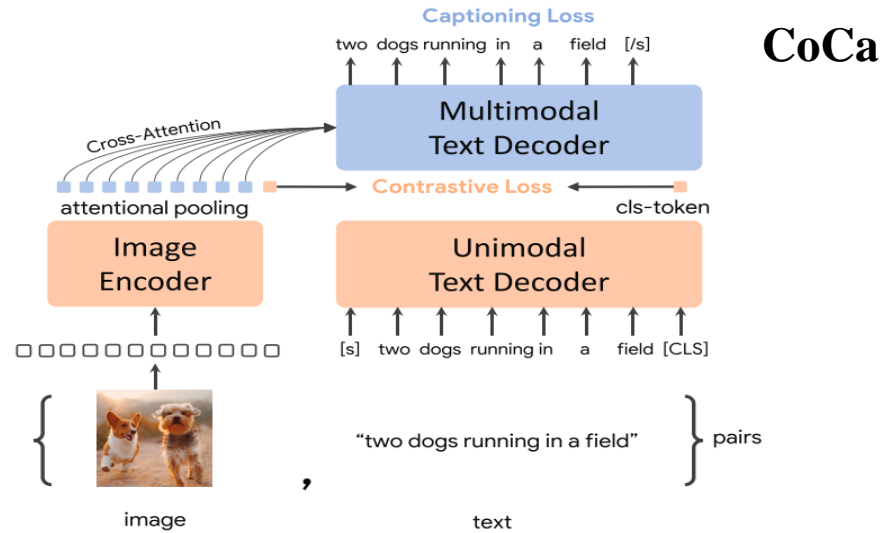 Captioning Loss
CoCa
two dogs running in a field [/s]
Multimodal
Text Decoder
Cross-Attention
Contrastive Loss
attentional pooling
cls-token
Image
Encoder
Unimodal
Text Decoder
[s] two dogs running in a field [CLS]
“two dogs running in a field”
pairs
,
image
text